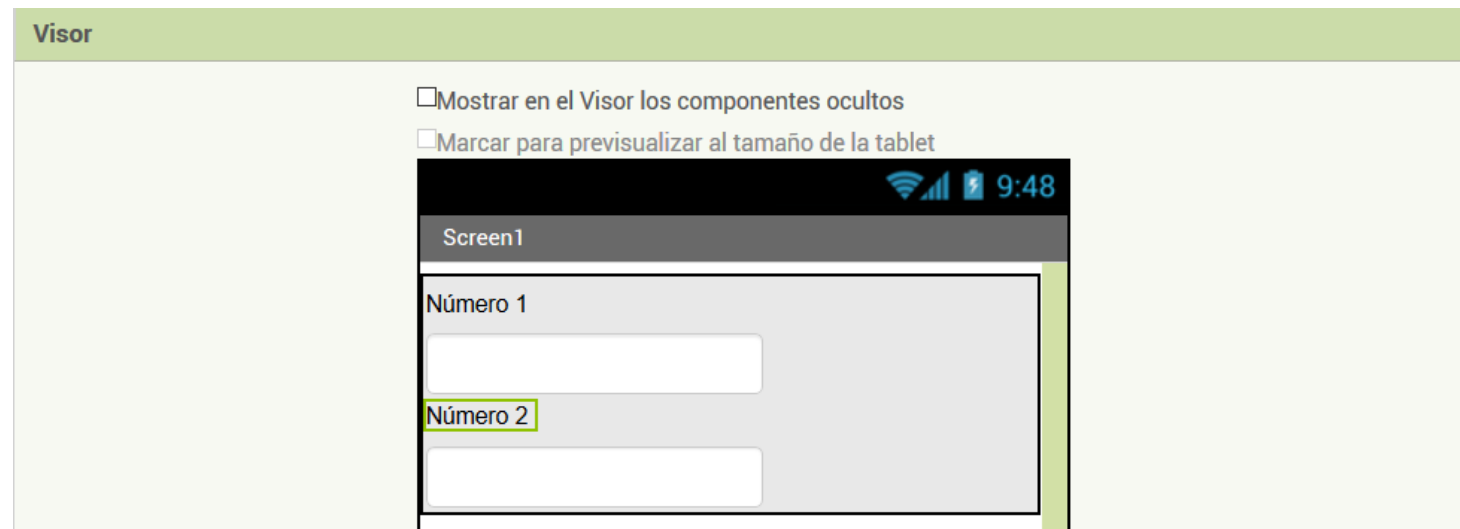 Visor
Mostrar en el Visor los componentes ocultos
Marcar para previsualizar al tamaño de la tablet
9:48
Screen1
Número 1
Número 2